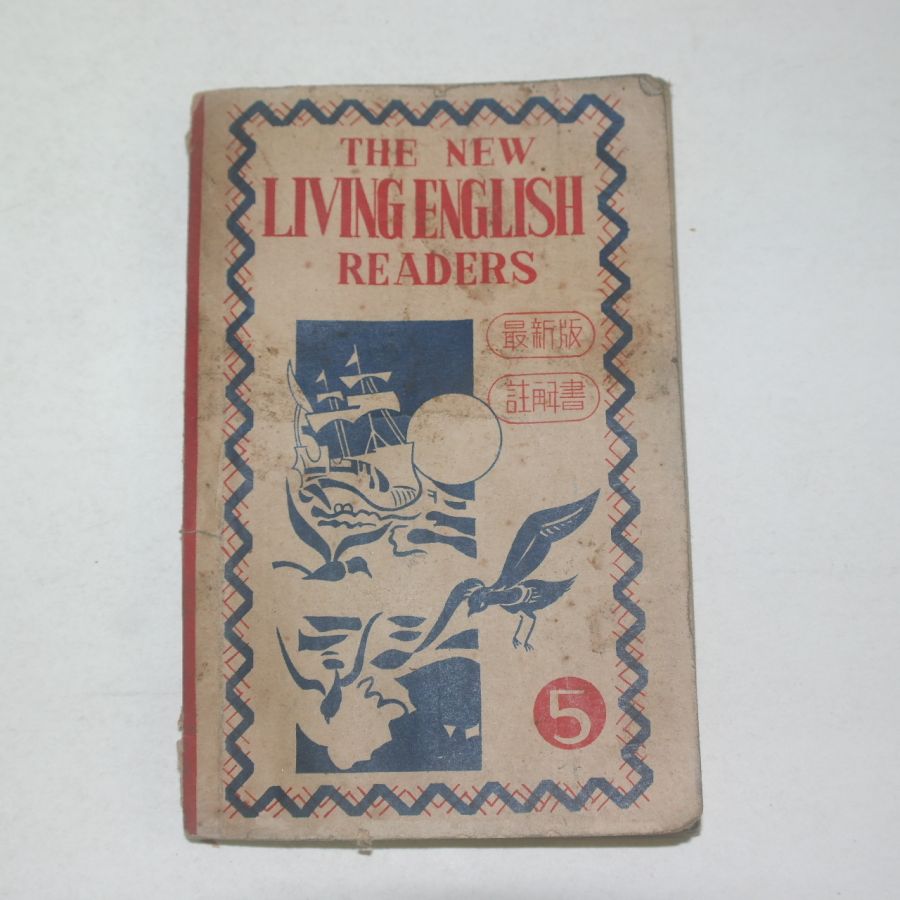 THE NEW
LIVING ENGLISH
READERS
最新版
註解書
5